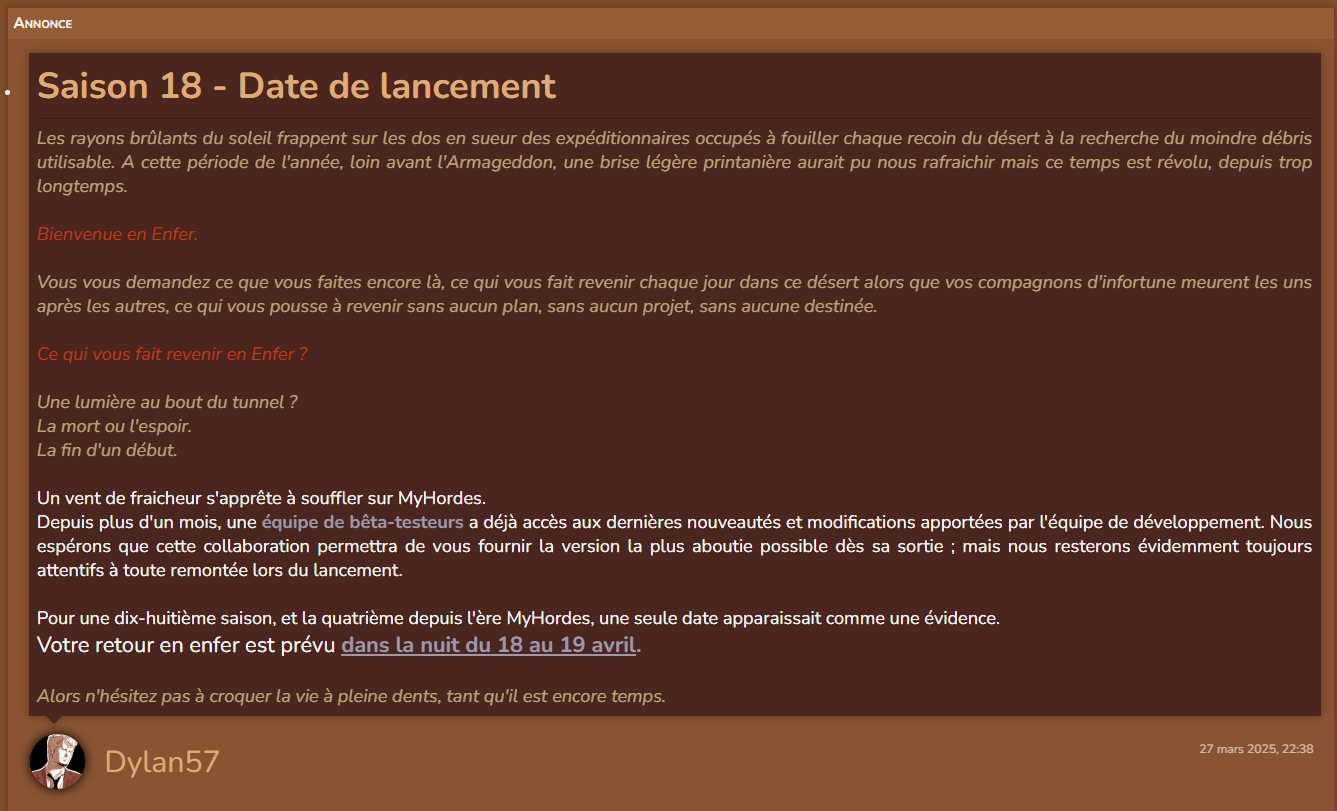 Annonce
Saison 18 - Date de lancement
Les rayons brûlants du soleil frappent sur les dos en sueur des expéditionnaires occupés à fouiller chaque recoin du désert à la recherche du moindre débris
utilisable. A cette période de l'année, loin avant l'Armageddon, une brise légère printanière aurait pu nous rafraichir mais ce temps est révolu, depuis trop
longtemps.
Bienvenue en Enfer.
Vous vous demandez ce que vous faites encore là, ce qui vous fait revenir chaque jour dans ce désert alors que vos compagnons d'infortune meurent les uns
après les autres, ce qui vous pousse à revenir sans aucun plan, sans aucun projet, sans aucune destinée.
Ce qui vous fait revenir en Enfer ?
Une lumière au bout du tunnel ?
La mort ou l'espoir.
La fin d'un début.
Un vent de fraicheur s'apprête à souffler sur MyHordes.
Depuis plus d'un mois, une équipe de bêta-testeurs a déjà accès aux dernières nouveautés et modifications apportées par l'équipe de développement. Nous
espérons que cette collaboration permettra de vous fournir la version la plus aboutie possible dès sa sortie ; mais nous resterons évidemment toujours
attentifs à toute remontée lors du lancement.
Pour une dix-huitième saison, et la quatrième depuis l'ère MyHordes, une seule date apparaissait comme une évidence.
Votre retour en enfer est prévu dans la nuit du 18 au 19 avril.
Alors n'hésitez pas à croquer la vie à pleine dents, tant qu'il est encore temps.
Dylan57
27 mars 2025, 22:38